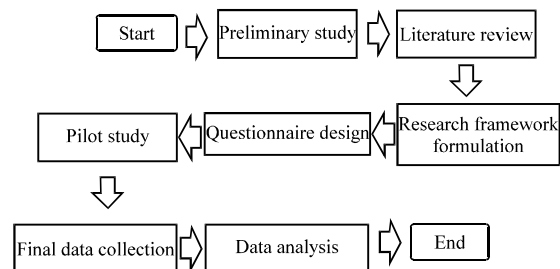 Start
Preliminary study
Literature review
Research framework
formulation
Questionnaire design
Pilot study
Final data collection
Data analysis
End